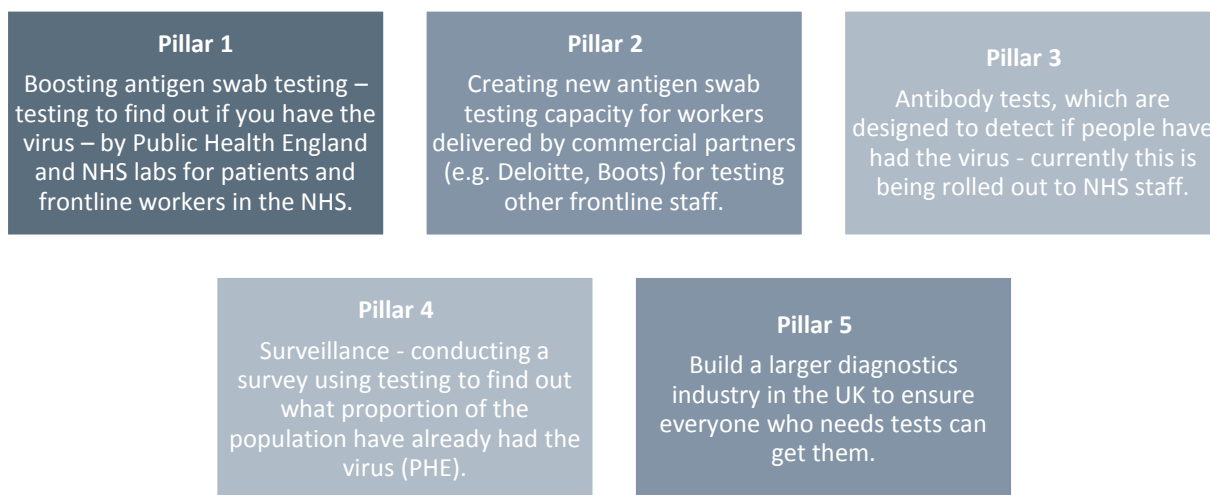 Pillar 1
Boosting antigen swab testing –
testing to find out if you have the
virus – by Public Health England
and NHS labs for patients and
frontline workers in the NHS.
Pillar 2
Creating new antigen swab
testing capacity for workers
delivered by commercial partners
(e.g. Deloitte, Boots) for testing
other frontline staff.
Pillar 3
Antibody tests, which are
designed to detect if people have
had the virus - currently this is
being rolled out to NHS staff.
Pillar 4
Surveillance - conducting a
survey using testing to find out
what proportion of the
population have already had the
virus (PHE).
Pillar 5
Build a larger diagnostics
industry in the UK to ensure
everyone who needs tests can
get them.